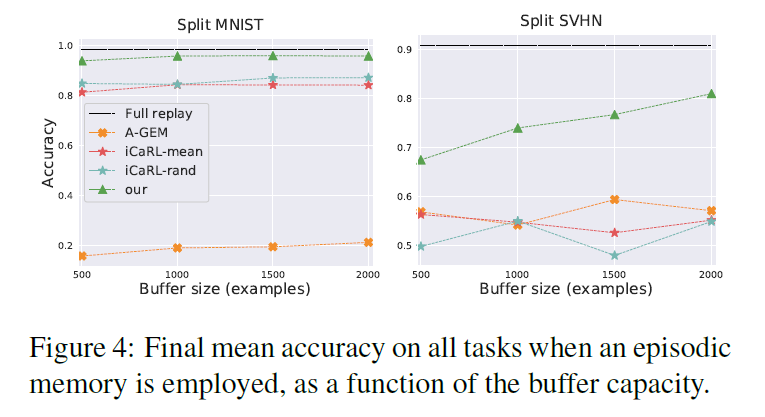 Split MNIST
1.0
0.8
0.6
0.4
0.2
Accuracy
Full replay
A-GEM
iCaRL-mean
iCaRL-rand
our
500 1000 1500 2000
Buffer size (examples)
Split SVHN
0.9
0.8
0.7
0.6
0.5
500 1000 1500 2000
Buffer size (examples)
Figure 4: Final mean accuracy on all tasks when an episodic
memory is employed, as a function of the buffer capacity.